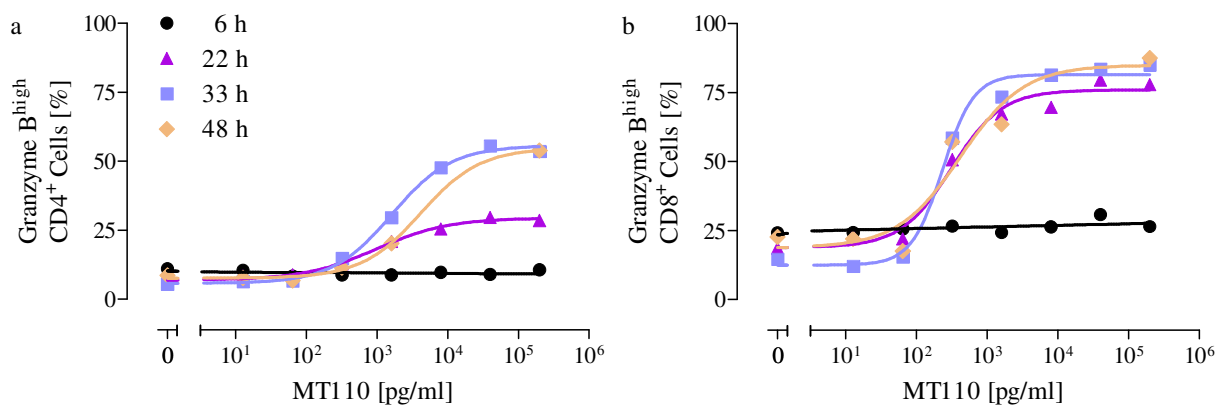 a
100
75
50
25
0
Granzyme B^high
CD4^+ Cells [%]
6 h
22 h
33 h
48 h
0
10^1
10^2
10^3
10^4
10^5
10^6
MT110 [pg/ml]
b
100
75
50
25
0
Granzyme B^high
CD8^+ Cells [%]
0
10^1
10^2
10^3
10^4
10^5
10^6
MT110 [pg/ml]